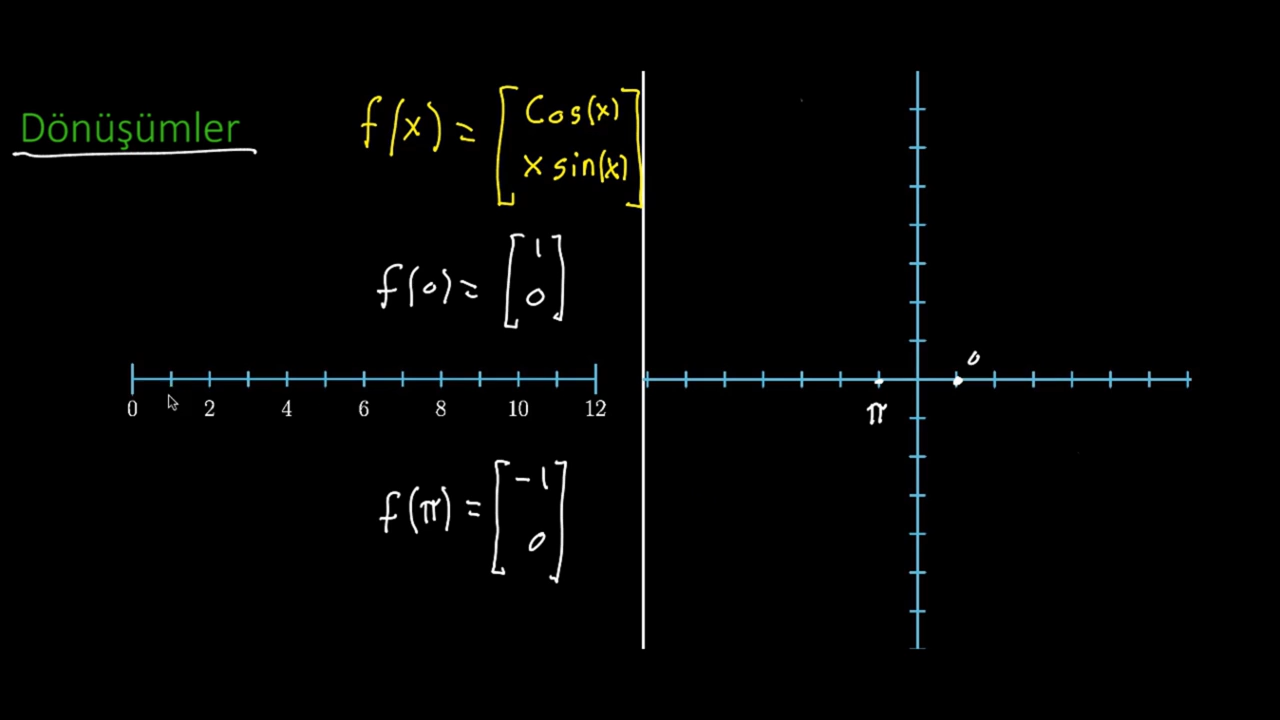 Dönüşümler
f(x) = [cos(x)
x sin(x)]
f(0) = [1
0]
0 2 4 6 8 10 12
0
π
f(π) = [-1
0]